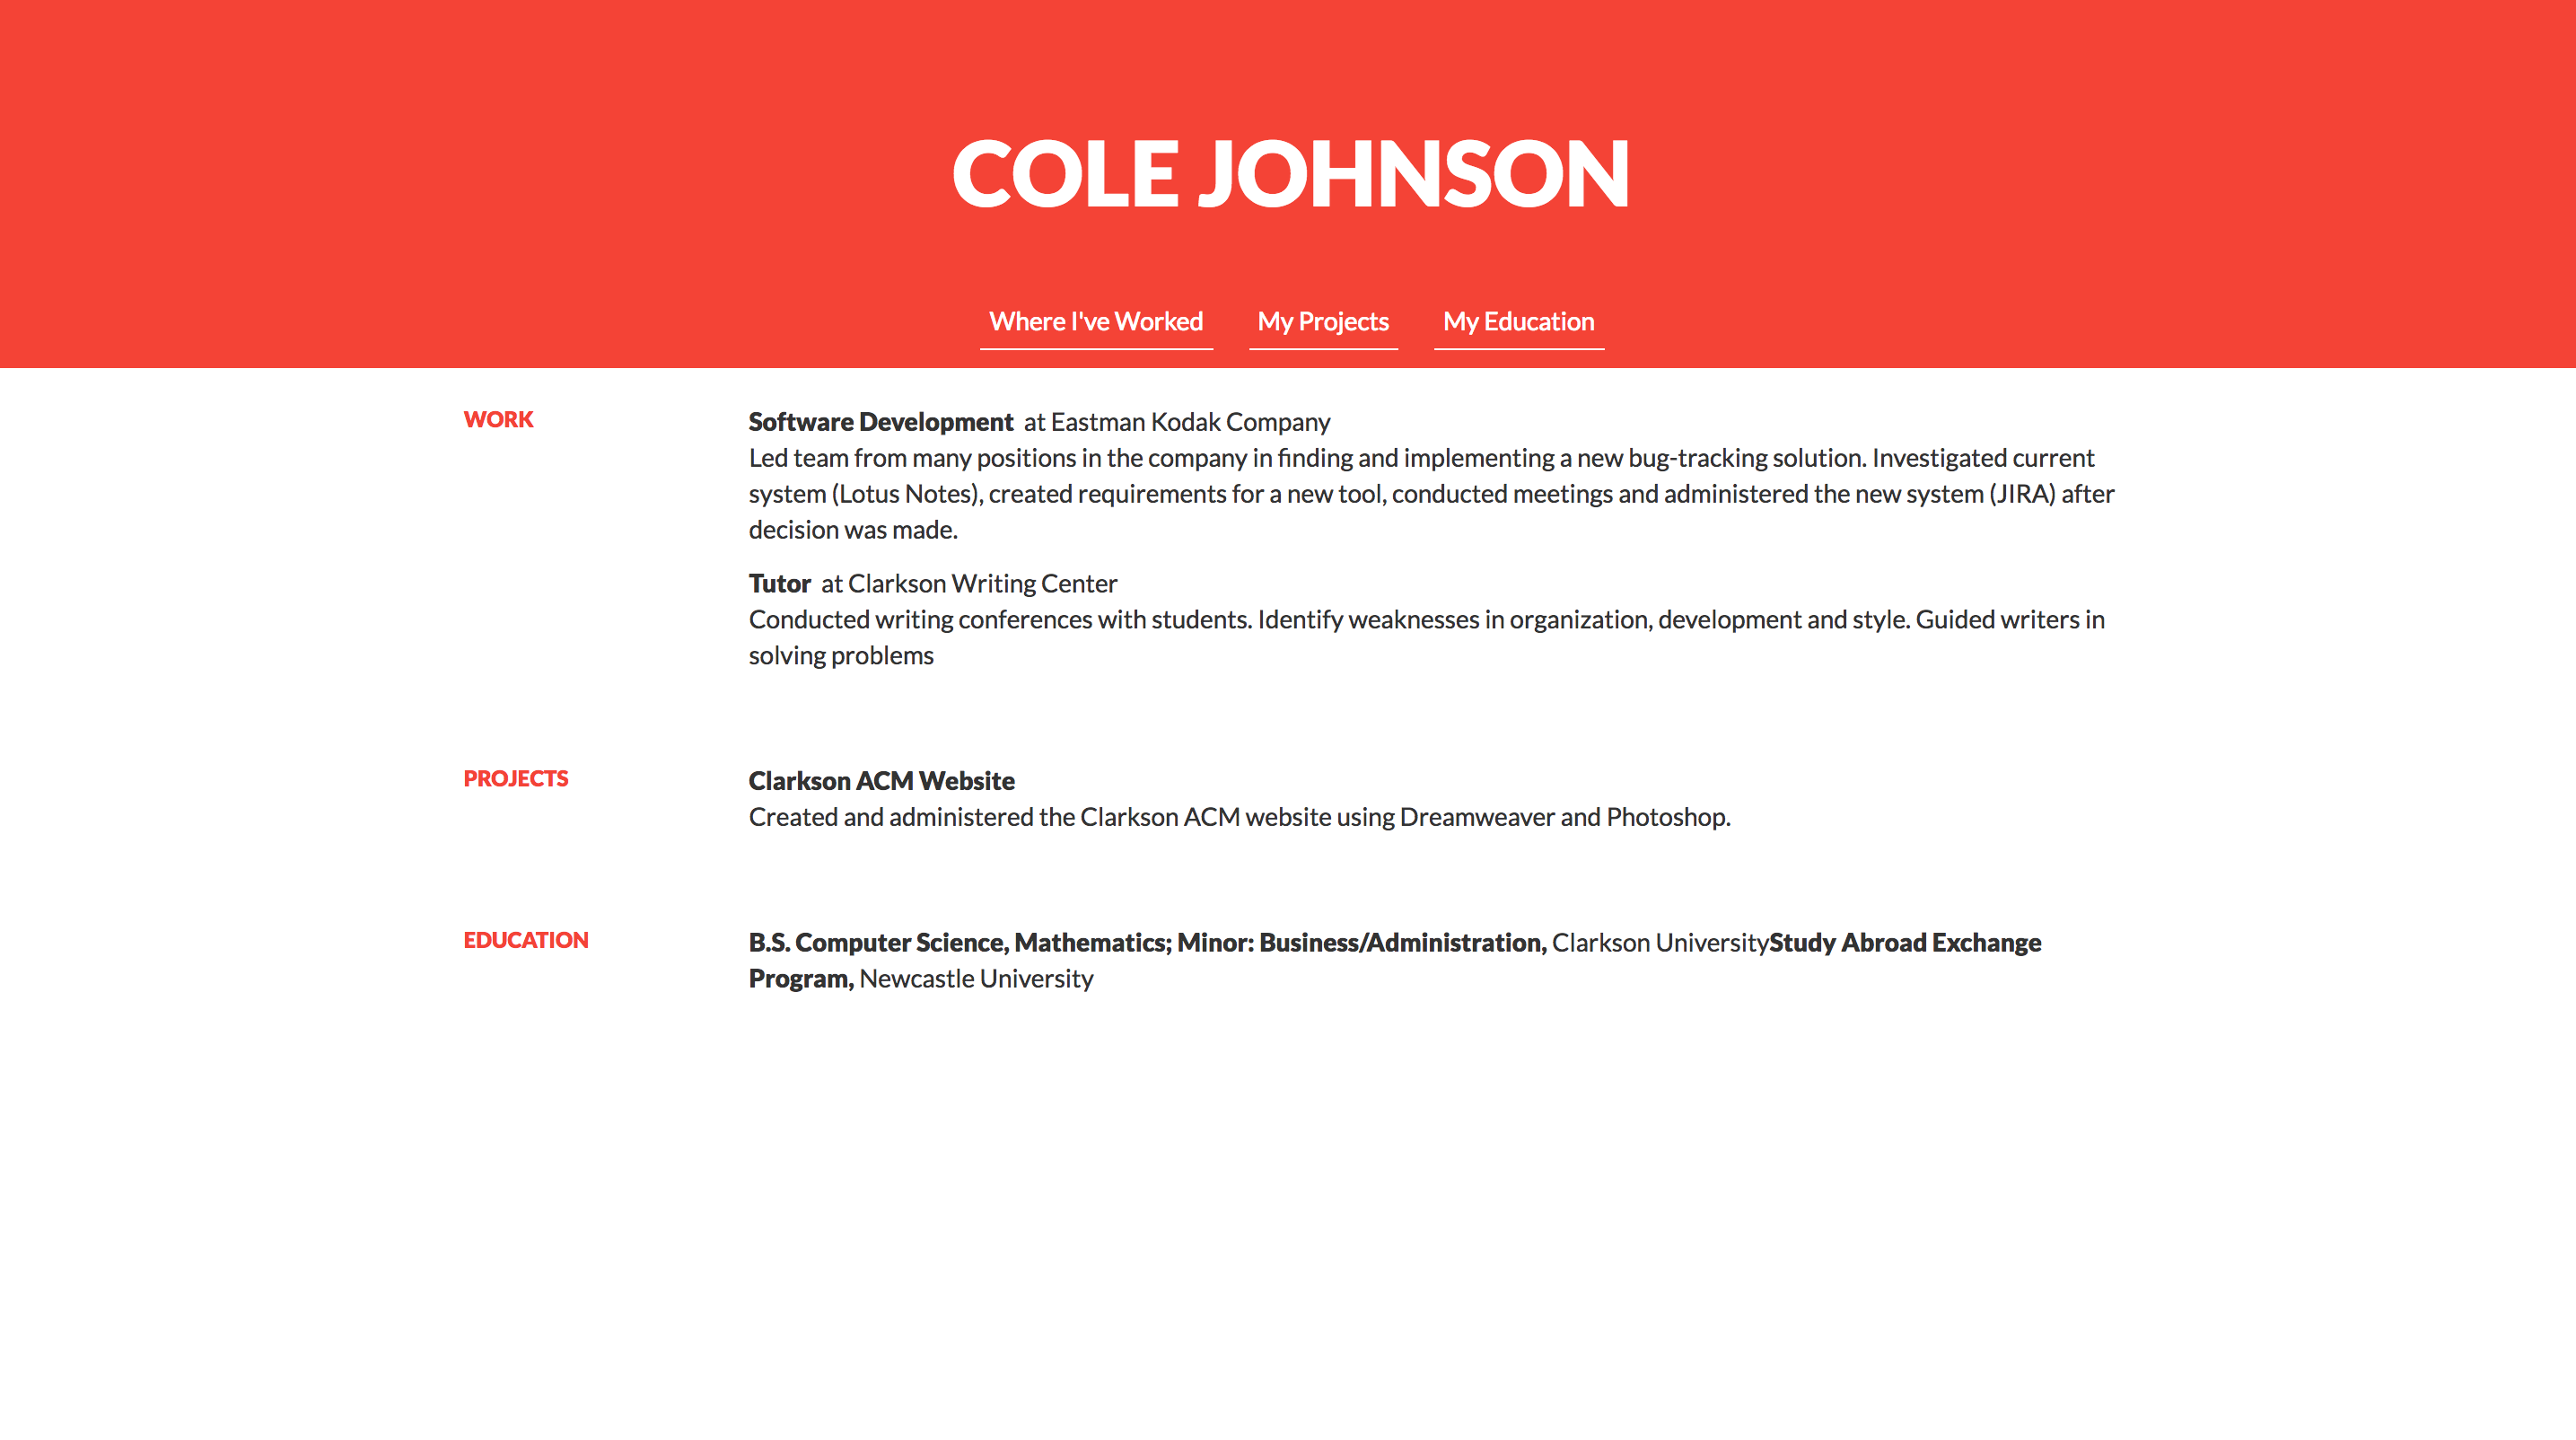 COLE JOHNSON
Where I've Worked My Projects My Education
WORK
Software Development at Eastman Kodak Company
Led team from many positions in the company in finding and implementing a new bug-tracking solution. Investigated current
system (Lotus Notes), created requirements for a new tool, conducted meetings and administered the new system (JIRA) after
decision was made.
Tutor at Clarkson Writing Center
Conducted writing conferences with students. Identify weaknesses in organization, development and style. Guided writers in
solving problems
PROJECTS
Clarkson ACM Website
Created and administered the Clarkson ACM website using Dreamweaver and Photoshop.
EDUCATION
B.S. Computer Science, Mathematics; Minor: Business/Administration, Clarkson UniversityStudy Abroad Exchange
Program, Newcastle University